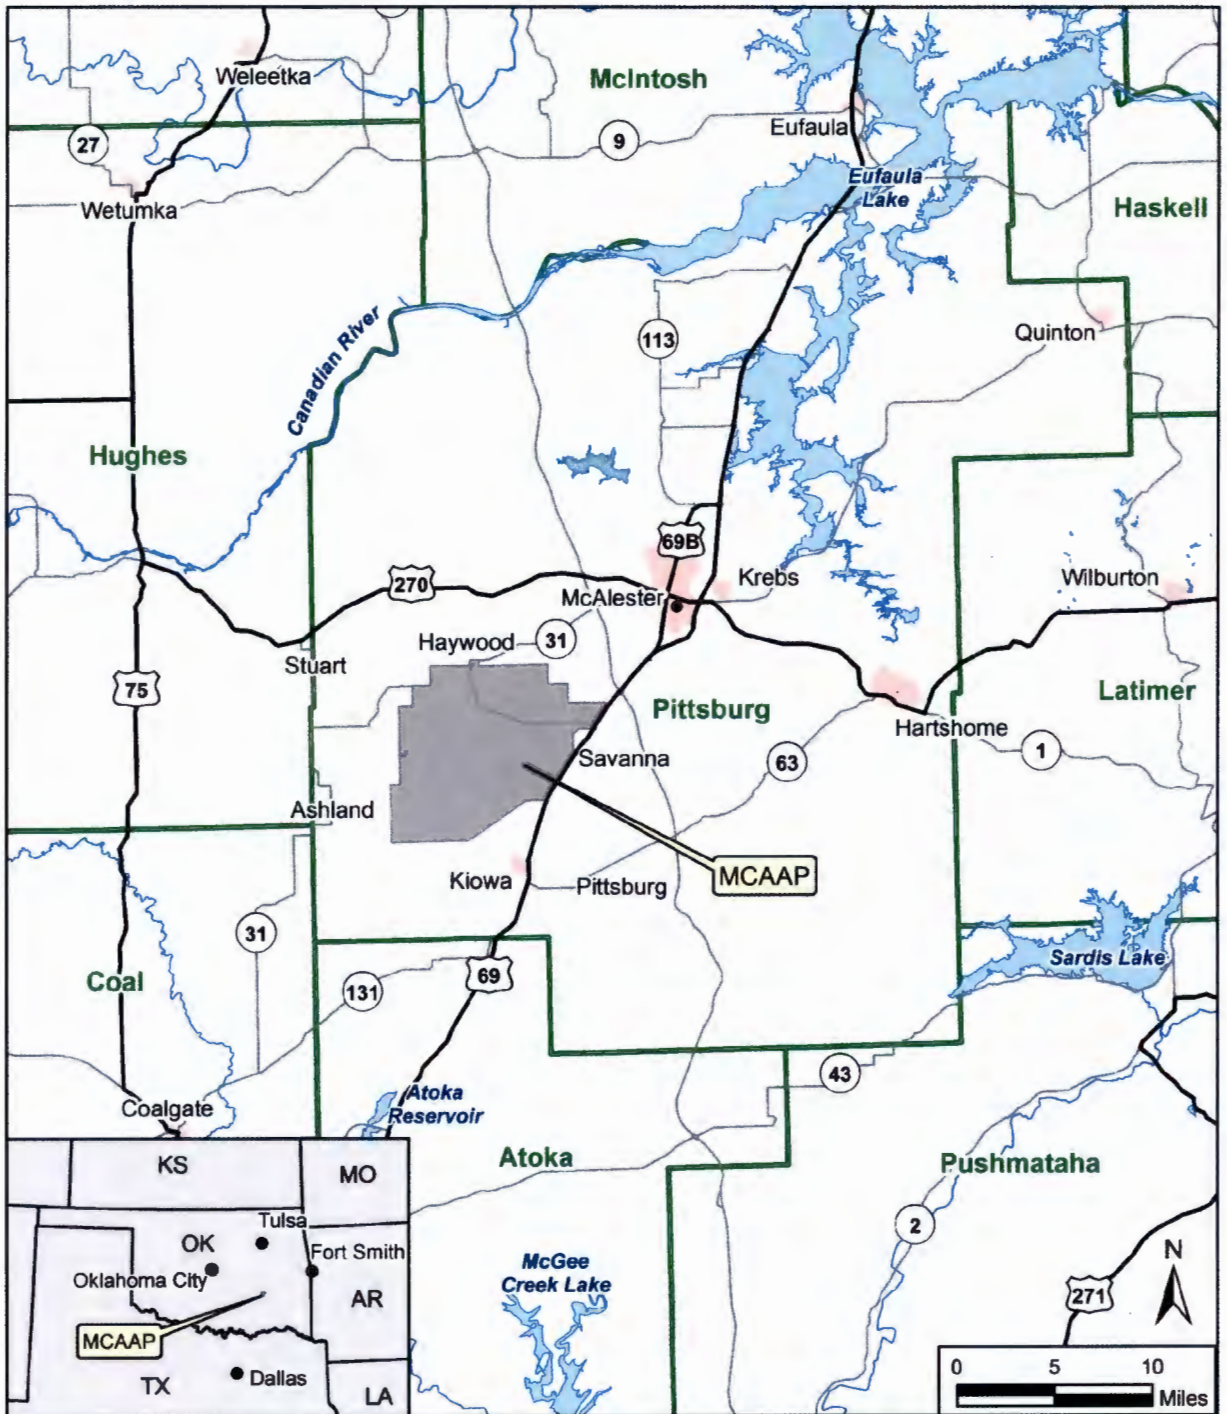 Weleetka
McIntosh
27
9
Eufaula
Wetumka
Eufaula
Lake
Haskell
Canadian River
113
Quinton
Hughes
69B
270
McAlester
Krebs
Wilburton
Haywood
31
Stuart
75
Pittsburg
Latimer
Hartshome
Savanna
63
1
Ashland
Kiowa
Pittsburg
MCAAP
31
Coal
131
69
Sardis Lake
43
Atoka
Reservoir
Coalgate
Atoka
Pushmataha
KS
MO
Tulsa
OK
Fort Smith
Oklahoma City
AR
MCAAP
TX
Dallas
LA
McGee
Creek Lake
2
271
N
0 5 10
Miles